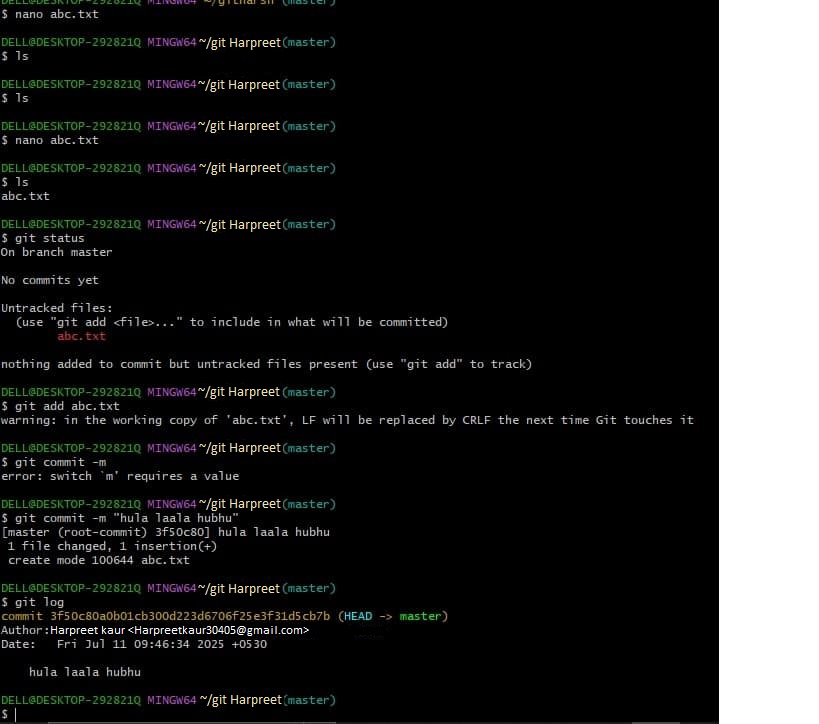 DELL@DESKTOP-292821Q MINGW64 ~/githarsh (master)
$ nano abc.txt
DELL@DESKTOP-292821Q MINGW64 ~/git Harpreet (master)
$ ls
DELL@DESKTOP-292821Q MINGW64 ~/git Harpreet (master)
$ ls
DELL@DESKTOP-292821Q MINGW64 ~/git Harpreet (master)
$ nano abc.txt
DELL@DESKTOP-292821Q MINGW64 ~/git Harpreet (master)
$ ls
abc.txt
DELL@DESKTOP-292821Q MINGW64 ~/git Harpreet (master)
$ git status
On branch master
No commits yet
Untracked files:
(use "git add <file>..." to include in what will be committed)
abc.txt
nothing added to commit but untracked files present (use "git add" to track)
DELL@DESKTOP-292821Q MINGW64 ~/git Harpreet (master)
$ git add abc.txt
warning: in the working copy of 'abc.txt', LF will be replaced by CRLF the next time Git touches it
DELL@DESKTOP-292821Q MINGW64 ~/git Harpreet (master)
$ git commit -m
error: switch `m' requires a value
DELL@DESKTOP-292821Q MINGW64 ~/git Harpreet (master)
$ git commit -m "hula laala hubhu"
[master (root-commit) 3f50c80] hula laala hubhu
1 file changed, 1 insertion(+)
create mode 100644 abc.txt
DELL@DESKTOP-292821Q MINGW64 ~/git Harpreet (master)
$ git log
commit 3f50c80a0b01cb300d223d6706f25e3f31d5cb7b (HEAD -> master)
Author:Harpreet kaur <Harpreetkaur30405@gmail.com>
Date: Fri Jul 11 09:46:34 2025 +0530
hula laala hubhu
DELL@DESKTOP-292821Q MINGW64 ~/git Harpreet (master)
$